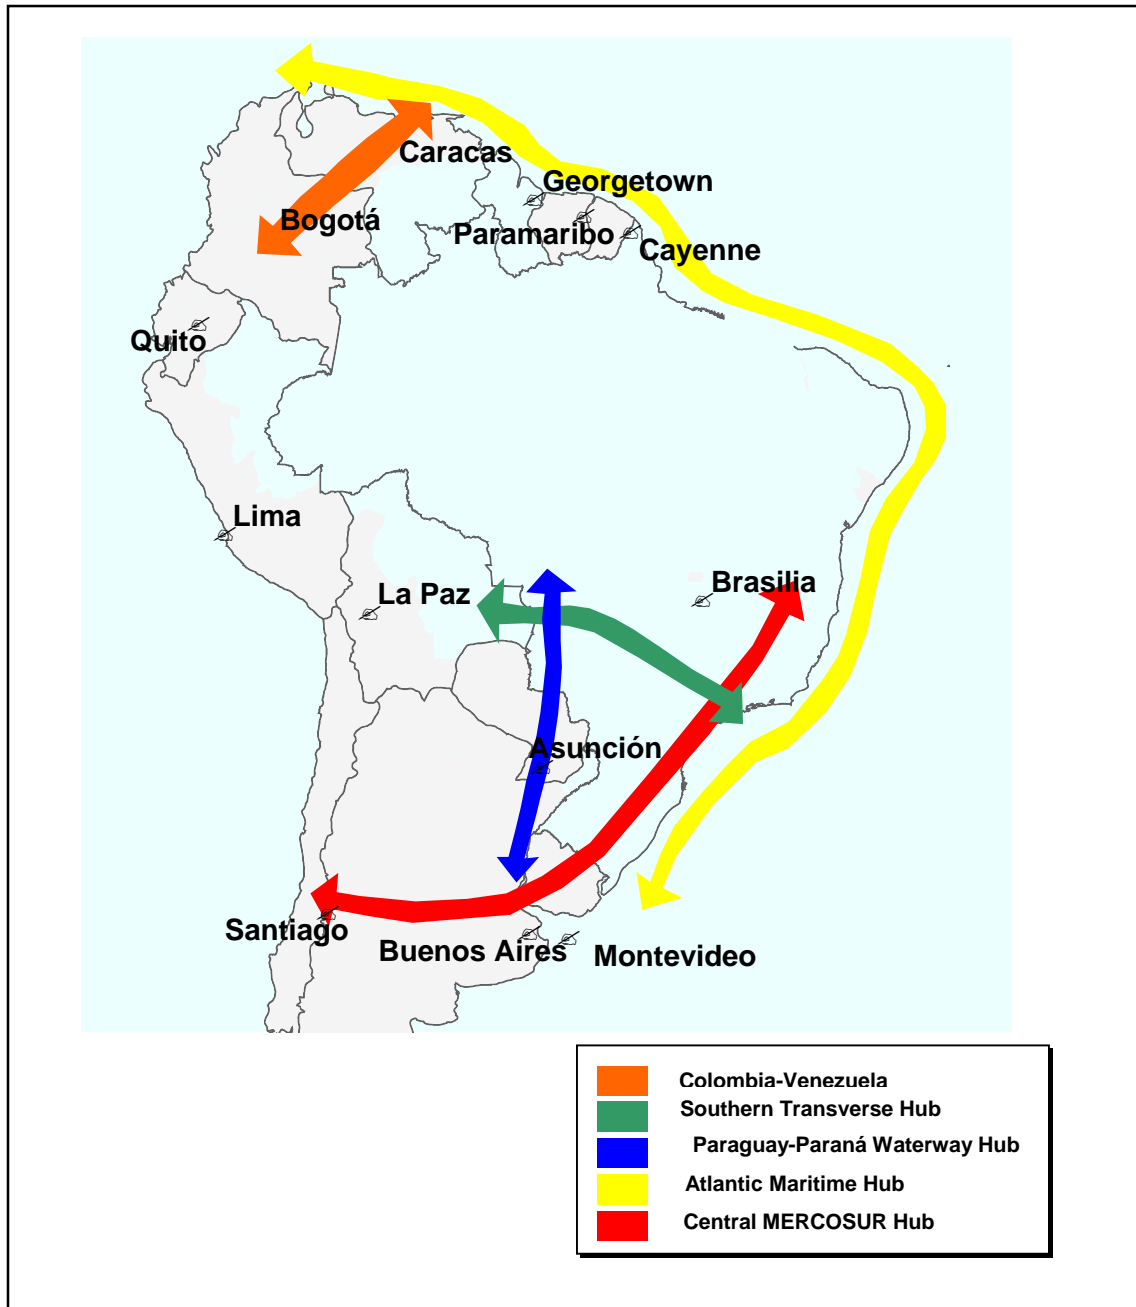 Caracas
Georgetown
Bogotá
Paramaribo
Cayenne
Quito
Lima
Brasilia
La Paz
Asunción
Santiago
Buenos Aires
Montevideo
Colombia-Venezuela
Southern Transverse Hub
Paraguay-Paraná Waterway Hub
Atlantic Maritime Hub
Central MERCOSUR Hub